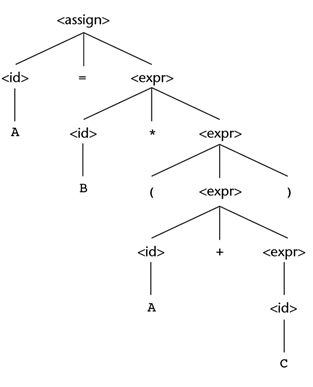 <assign>
<id> = <expr>
A <id> * <expr>
B ( <expr> )
<id> + <expr>
A <id>
C